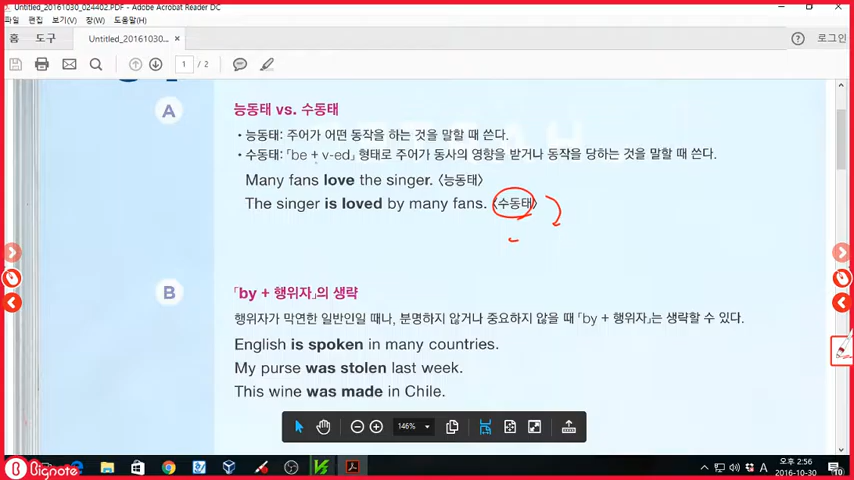 Untitled_20161030_024402.PDF - Adobe Acrobat Reader DC
파일 편집 보기(V) 창(W) 도움말(H)
홈 도구 Untitled_20161030... × 로그인
1 / 2
A
능동태 vs. 수동태
• 능동태: 주어가 어떤 동작을 하는 것을 말할 때 쓴다.
• 수동태: 「be + v-ed」 형태로 주어가 동사의 영향을 받거나 동작을 당하는 것을 말할 때 쓴다.
Many fans love the singer. 〈능동태〉
The singer is loved by many fans. 〈수동태〉
B
「by + 행위자」의 생략
행위자가 막연한 일반인일 때나, 분명하지 않거나 중요하지 않을 때 「by + 행위자」는 생략할 수 있다.
English is spoken in many countries.
My purse was stolen last week.
This wine was made in Chile.
146%
Bignote
A 오후 2:56
2016-10-30